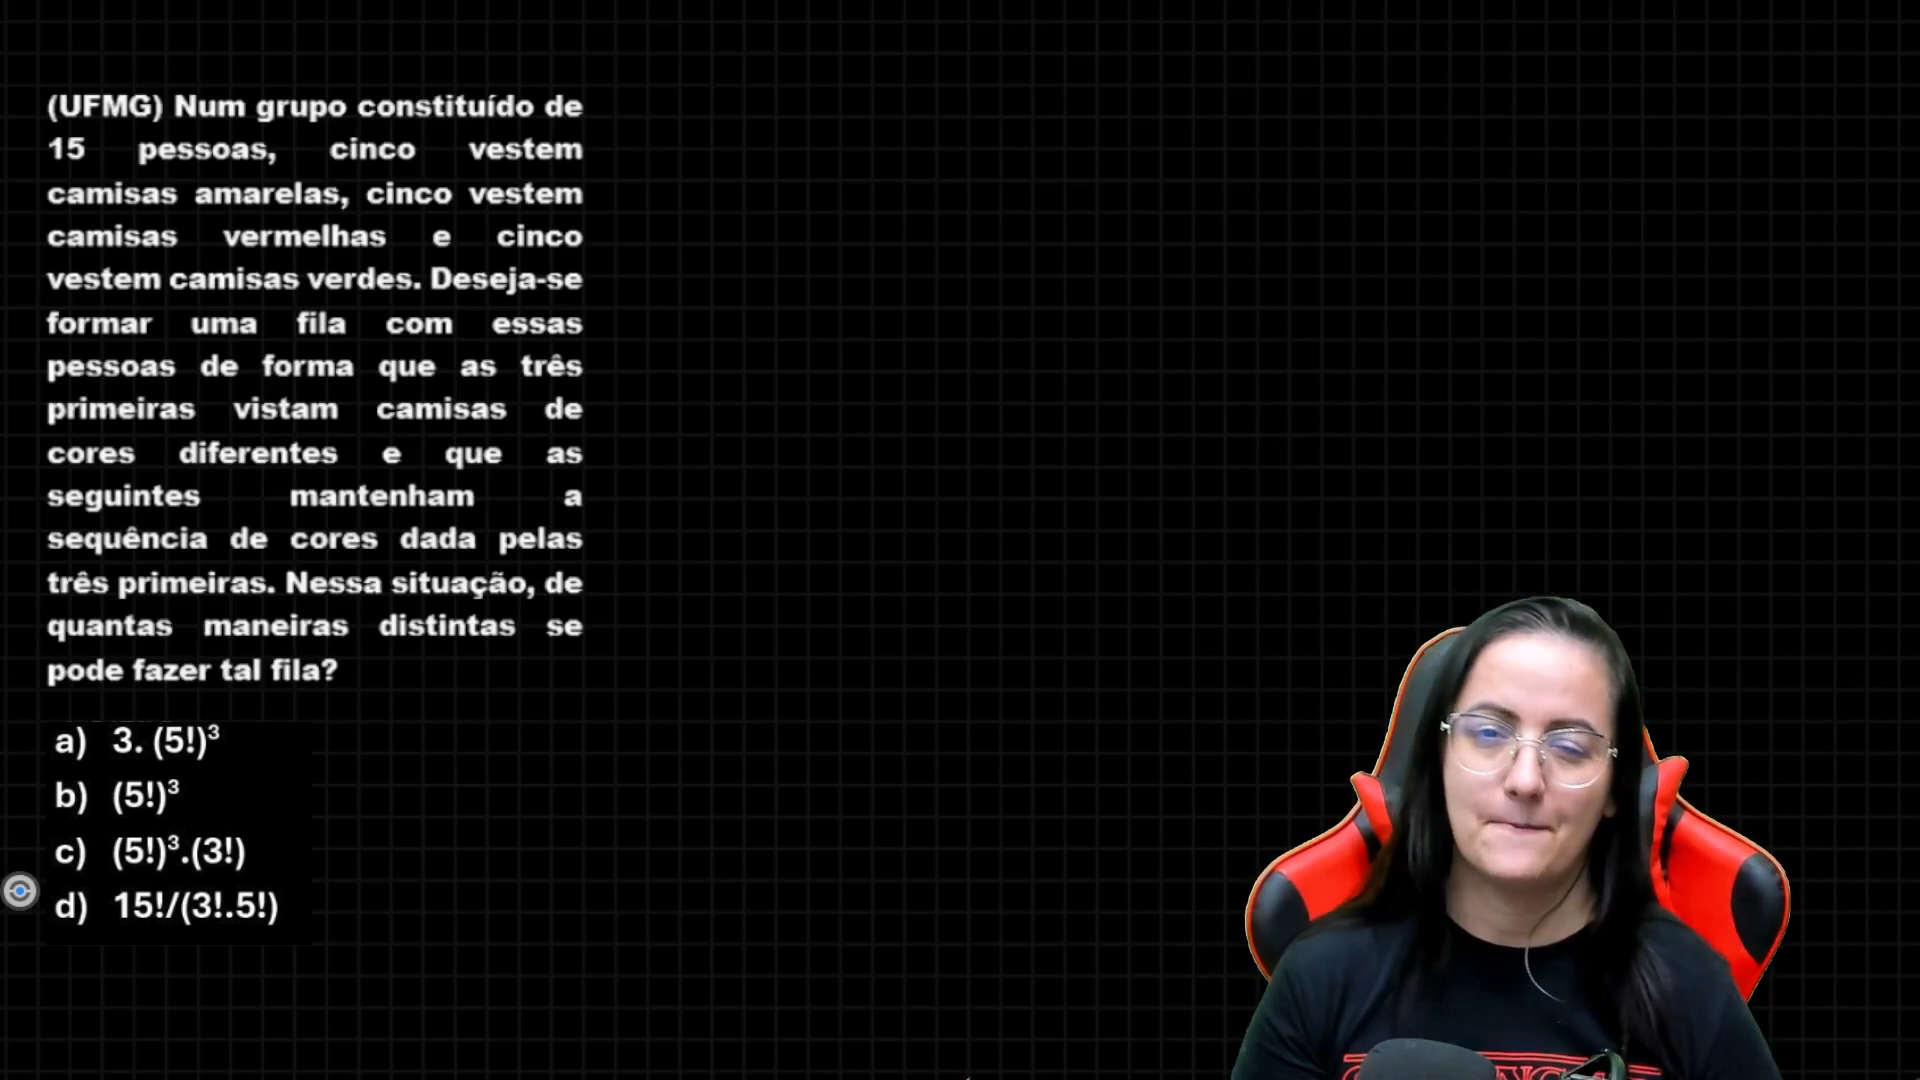 (UFMG) Num grupo constituído de
15 pessoas, cinco vestem
camisas amarelas, cinco vestem
camisas vermelhas e cinco
vestem camisas verdes. Deseja-se
formar uma fila com essas
pessoas de forma que as três
primeiras vistam camisas de
cores diferentes e que as
seguintes mantenham a
sequência de cores dada pelas
três primeiras. Nessa situação, de
quantas maneiras distintas se
pode fazer tal fila?
a) 3. (5!)³
b) (5!)³
c) (5!)³.(3!)
d) 15!/(3!.5!)